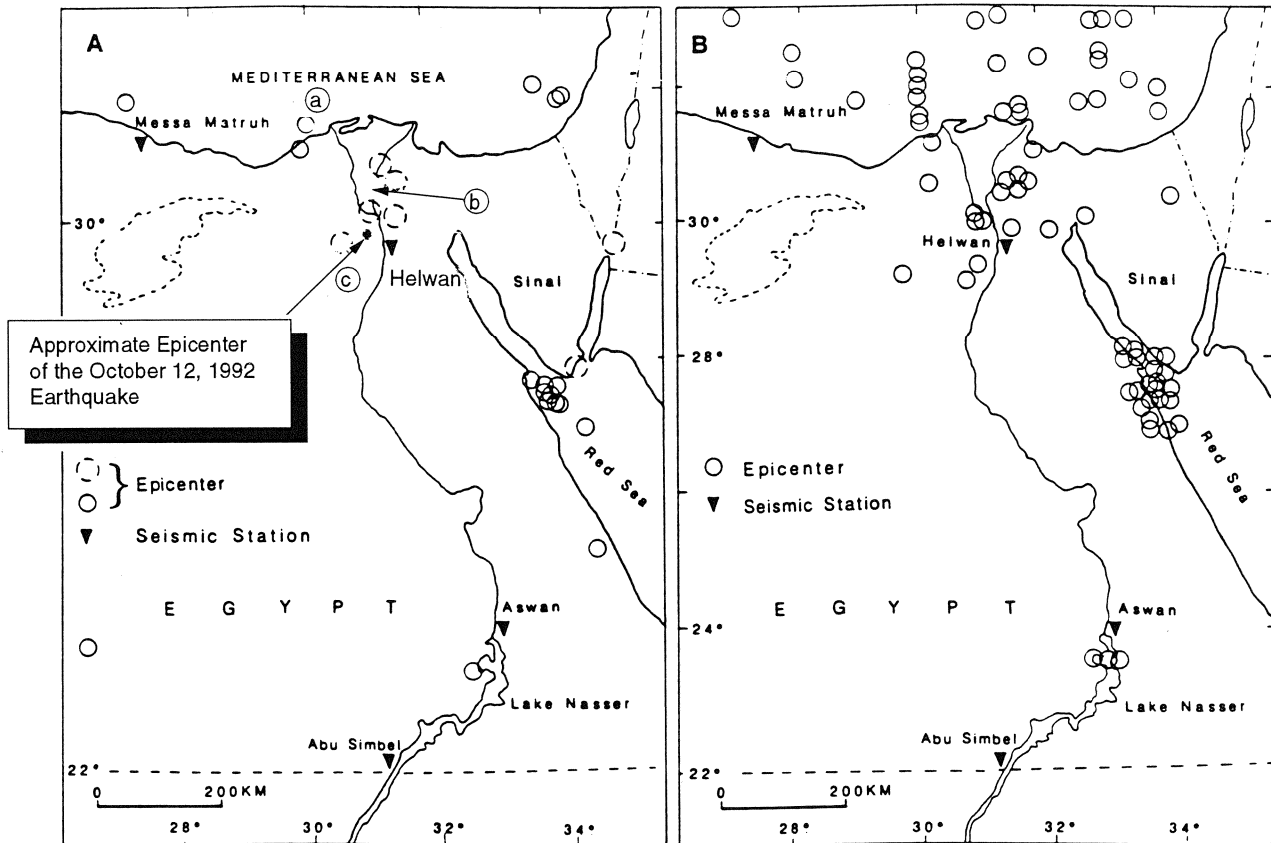 A
MEDITERRANEAN SEA
a
Messa Matruh
b
30°
c
Helwan
Sinai
Approximate Epicenter
of the October 12, 1992
Earthquake
Red Sea
Epicenter
Seismic Station
E G Y P T
Aswan
Lake Nasser
Abu Simbel
22°
0 200KM
28° 30° 32° 34°
B
Messa Matruh
30°
Helwan
Sinai
28°
Red Sea
Epicenter
Seismic Station
E G Y P T
Aswan
24°
Lake Nasser
Abu Simbel
22°
0 200KM
28° 30° 32° 34°